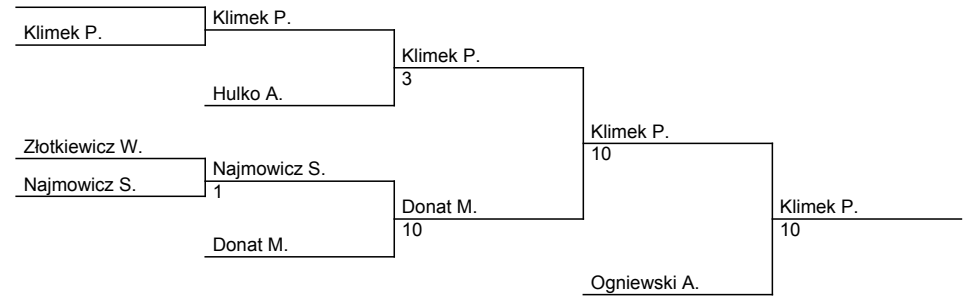 Klimek P.
Klimek P.
Klimek P.
3
Hulko A.
Klimek P.
10
Złotkiewicz W.
Najmowicz S.
Najmowicz S.
1
Donat M.
10
Donat M.
Klimek P.
10
Ogniewski A.